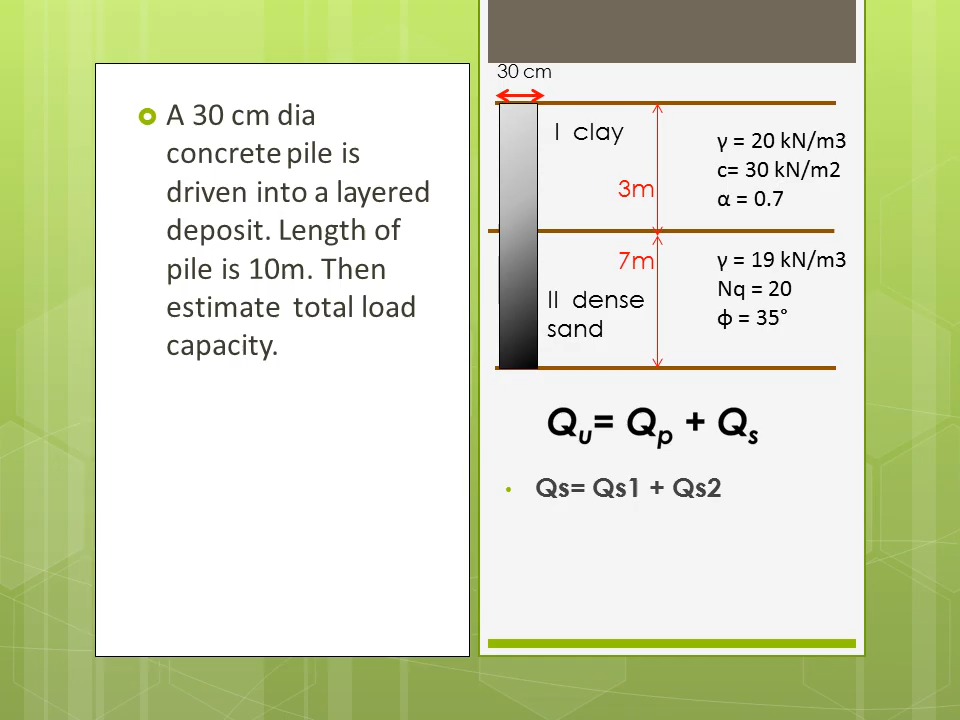 A 30 cm dia
concrete pile is
driven into a layered
deposit. Length of
pile is 10m. Then
estimate total load
capacity.
30 cm
I clay
3m
γ = 20 kN/m3
c= 30 kN/m2
α = 0.7
7m
II dense
sand
γ = 19 kN/m3
Nq = 20
ф = 35°
Qu= Qp + Qs
• Qs= Qs1 + Qs2